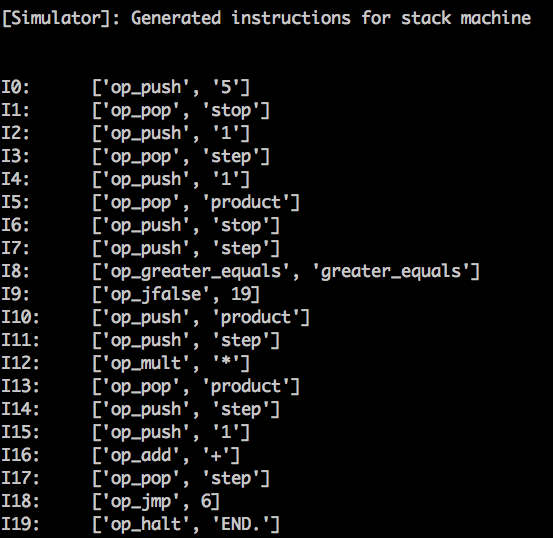 [Simulator]: Generated instructions for stack machine
I0: ['op_push', '5']
I1: ['op_pop', 'stop']
I2: ['op_push', '1']
I3: ['op_pop', 'step']
I4: ['op_push', '1']
I5: ['op_pop', 'product']
I6: ['op_push', 'stop']
I7: ['op_push', 'step']
I8: ['op_greater_equals', 'greater_equals']
I9: ['op_jfalse', 19]
I10: ['op_push', 'product']
I11: ['op_push', 'step']
I12: ['op_mult', '*']
I13: ['op_pop', 'product']
I14: ['op_push', 'step']
I15: ['op_push', '1']
I16: ['op_add', '+']
I17: ['op_pop', 'step']
I18: ['op_jmp', 6]
I19: ['op_halt', 'END.']